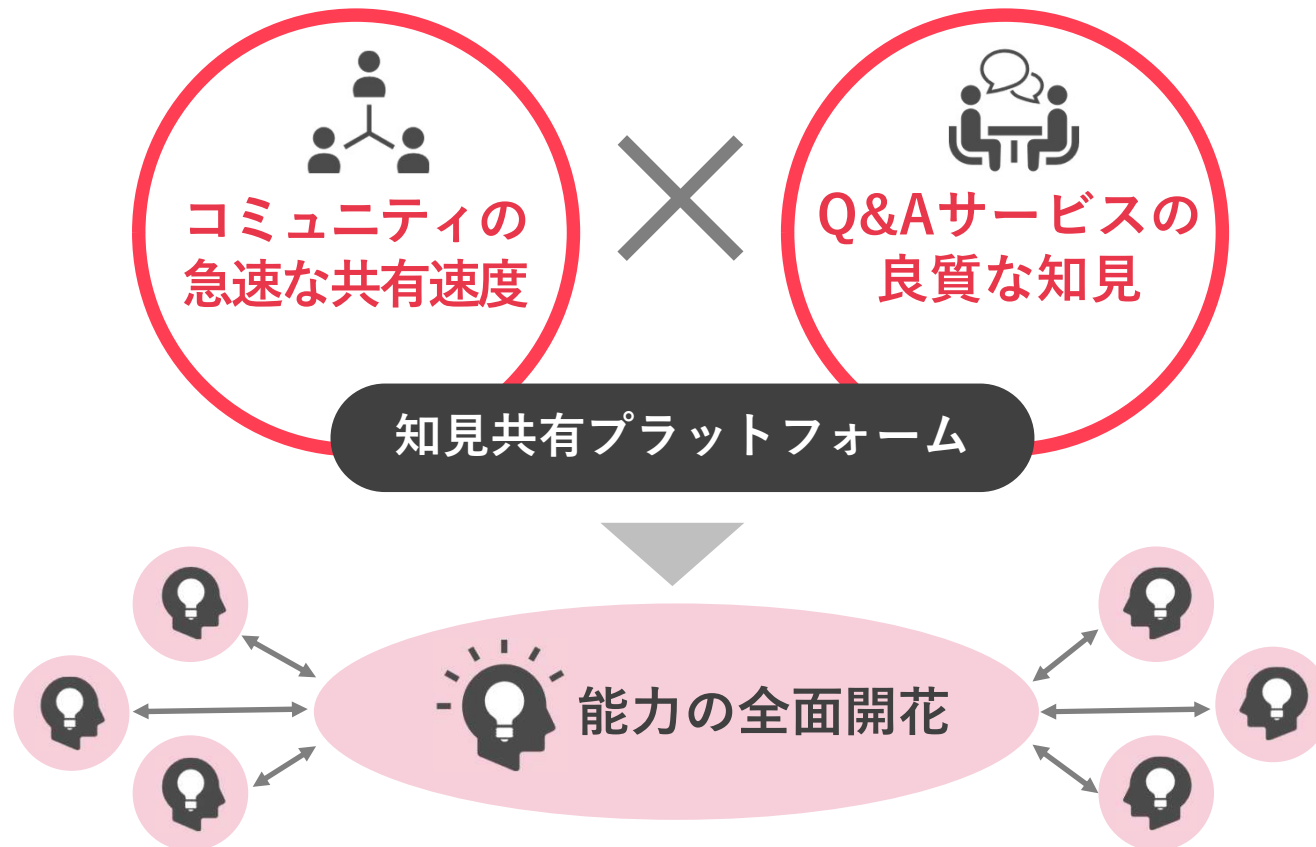 コミュニティの
急速な共有速度
Q&Aサービスの
良質な知見
知見共有プラットフォーム
能力の全面開花